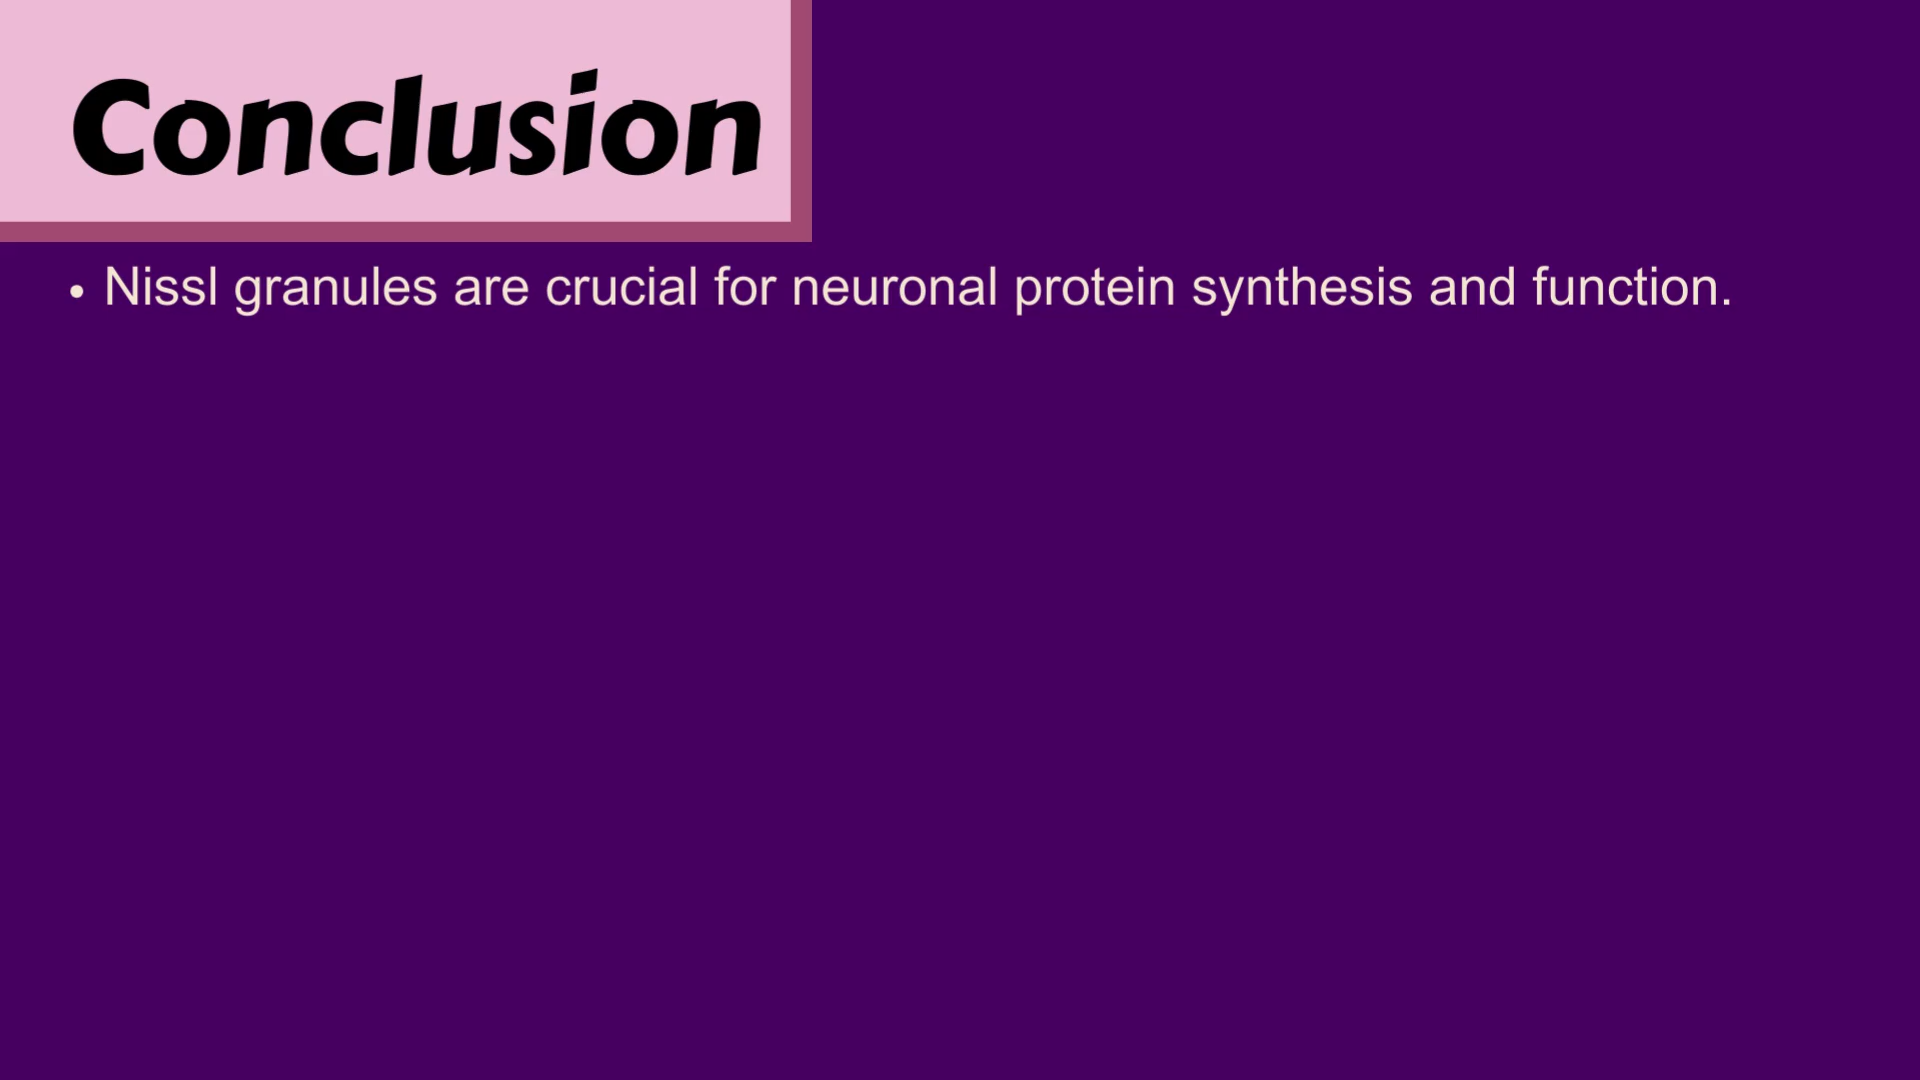 Conclusion
• Nissl granules are crucial for neuronal protein synthesis and function.